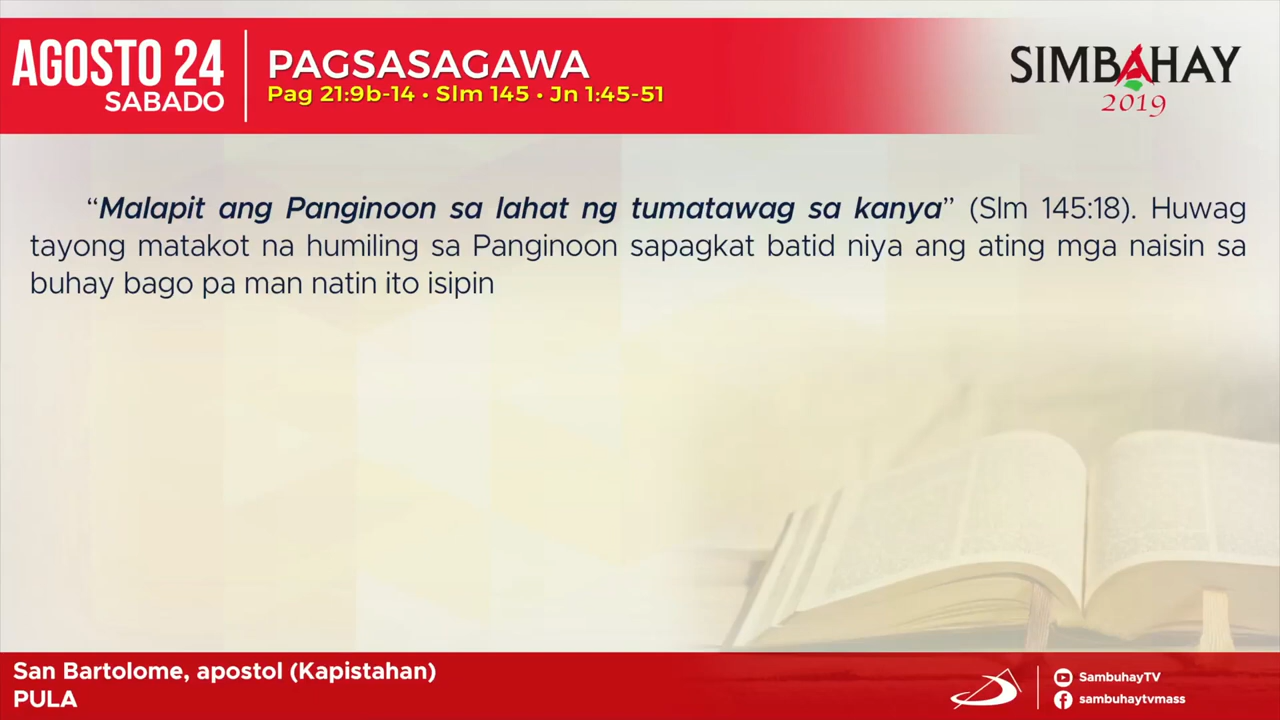 AGOSTO 24
SABADO
PAGSASAGAWA
Pag 21:9b-14 • Slm 145 • Jn 1:45-51
SIMBAHAY
2019
“Malapit ang Panginoon sa lahat ng tumatawag sa kanya” (Slm 145:18). Huwag
tayong matakot na humiling sa Panginoon sapagkat batid niya ang ating mga naisin sa
buhay bago pa man natin ito isipin
San Bartolome, apostol (Kapistahan)
PULA
SambuhayTV
sambuhaytvmass